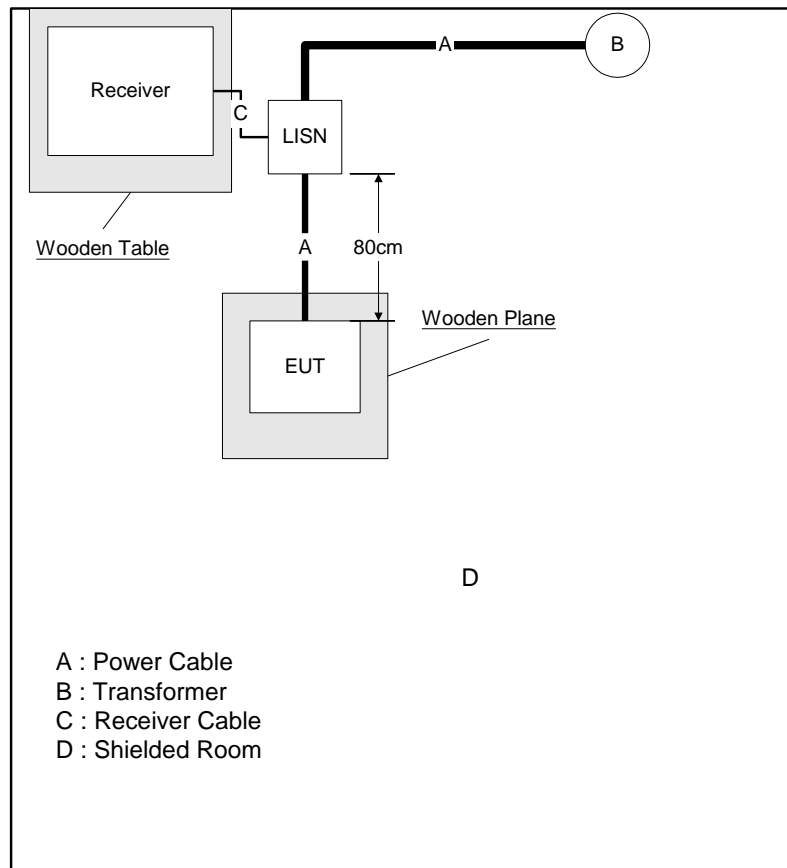 A
B
Receiver
C
LISN
Wooden Table
A
80cm
Wooden Plane
EUT
D
A : Power Cable
B : Transformer
C : Receiver Cable
D : Shielded Room